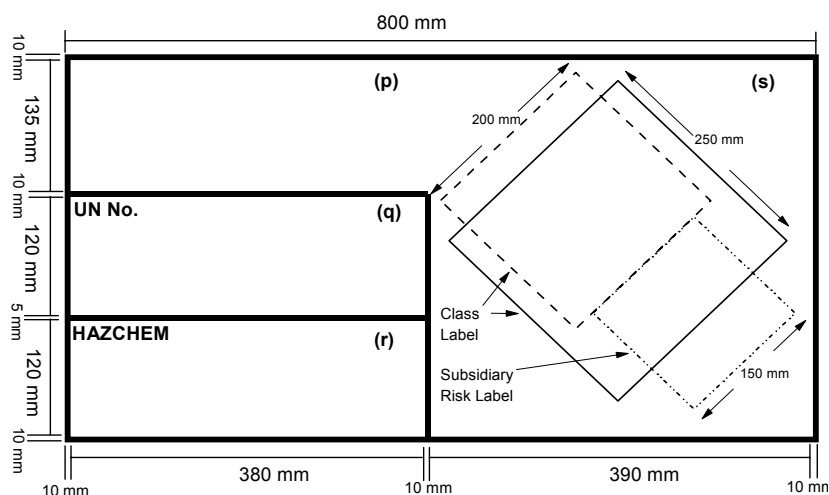 800 mm
10 mm
(p)
(s)
200 mm
250 mm
135 mm
10 mm
UN No.
(q)
120 mm
5 mm
HAZCHEM
(r)
Class
Label
120 mm
Subsidiary
Risk Label
150 mm
10 mm
380 mm
390 mm
10 mm
10 mm
10 mm